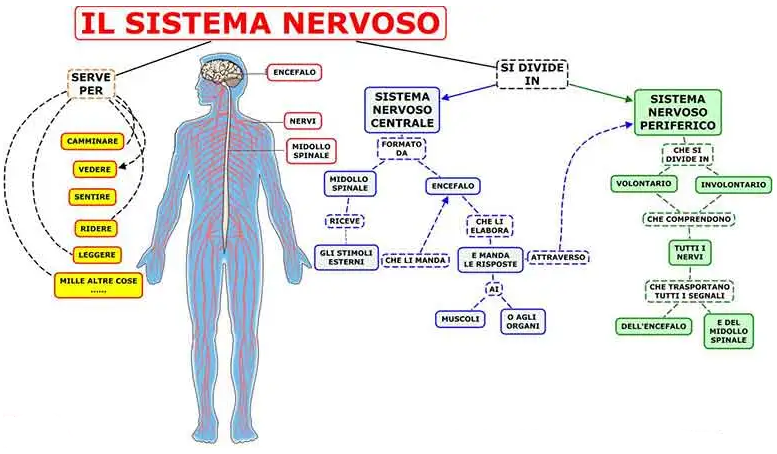 IL SISTEMA NERVOSO
SERVE
PER
CAMMINARE
VEDERE
SENTIRE
RIDERE
LEGGERE
MILLE ALTRE COSE
......
ENCEFALO
NERVI
MIDOLLO
SPINALE
SI DIVIDE
IN
SISTEMA
NERVOSO
CENTRALE
FORMATO
DA
MIDOLLO
SPINALE
RICEVE
GLI STIMOLI
ESTERNI
CHE LI MANDA
ENCEFALO
CHE LI
ELABORA
E MANDA
LE RISPOSTE
AI
MUSCOLI
O AGLI
ORGANI
ATTRAVERSO
SISTEMA
NERVOSO
PERIFERICO
CHE SI
DIVIDE IN
VOLONTARIO
INVOLONTARIO
CHE COMPRENDONO
TUTTI I
NERVI
CHE TRASPORTANO
TUTTI I SEGNALI
DELL'ENCEFALO
E DEL
MIDOLLO
SPINALE